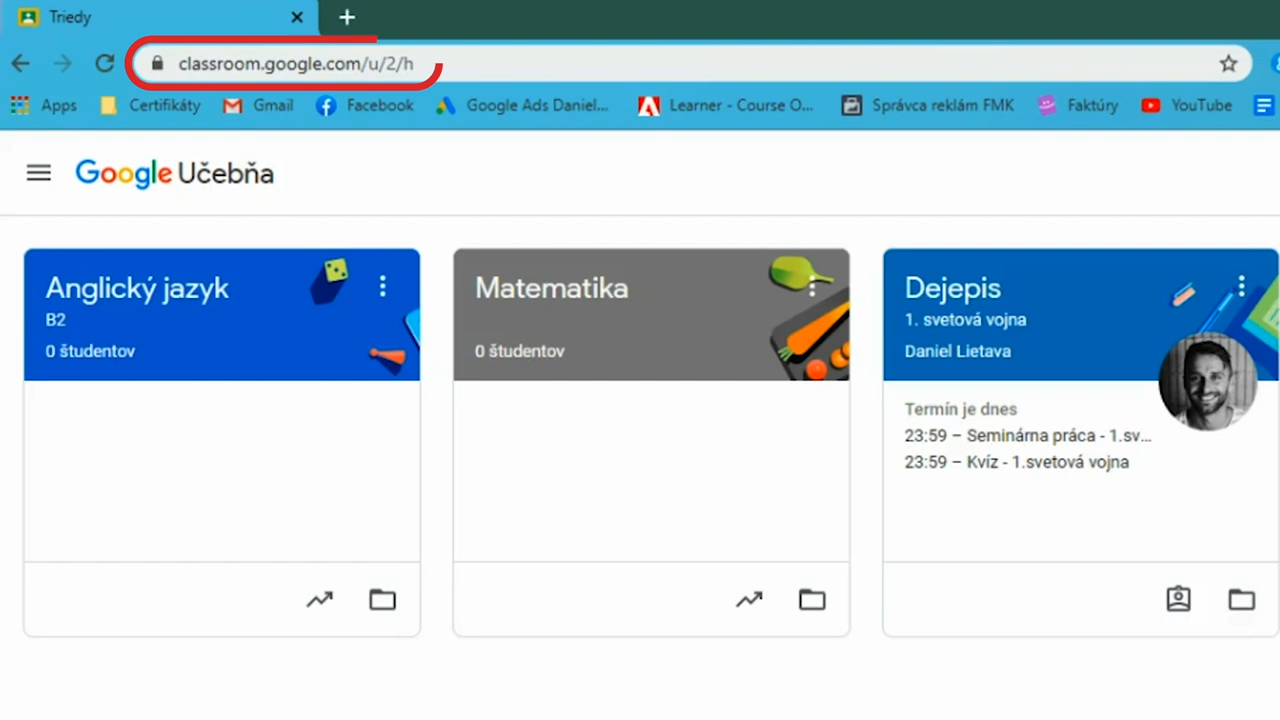 Triedy
classroom.google.com/u/2/h
Apps Certifikáty Gmail Facebook Google Ads Daniel... Learner - Course O... Správca reklám FMK Faktúry YouTube
Google Učebňa
Anglický jazyk
B2
0 študentov
Matematika
0 študentov
Dejepis
1. svetová vojna
Daniel Lietava
Termín je dnes
23:59 – Seminárna práca - 1.sv...
23:59 – Kvíz - 1.svetová vojna